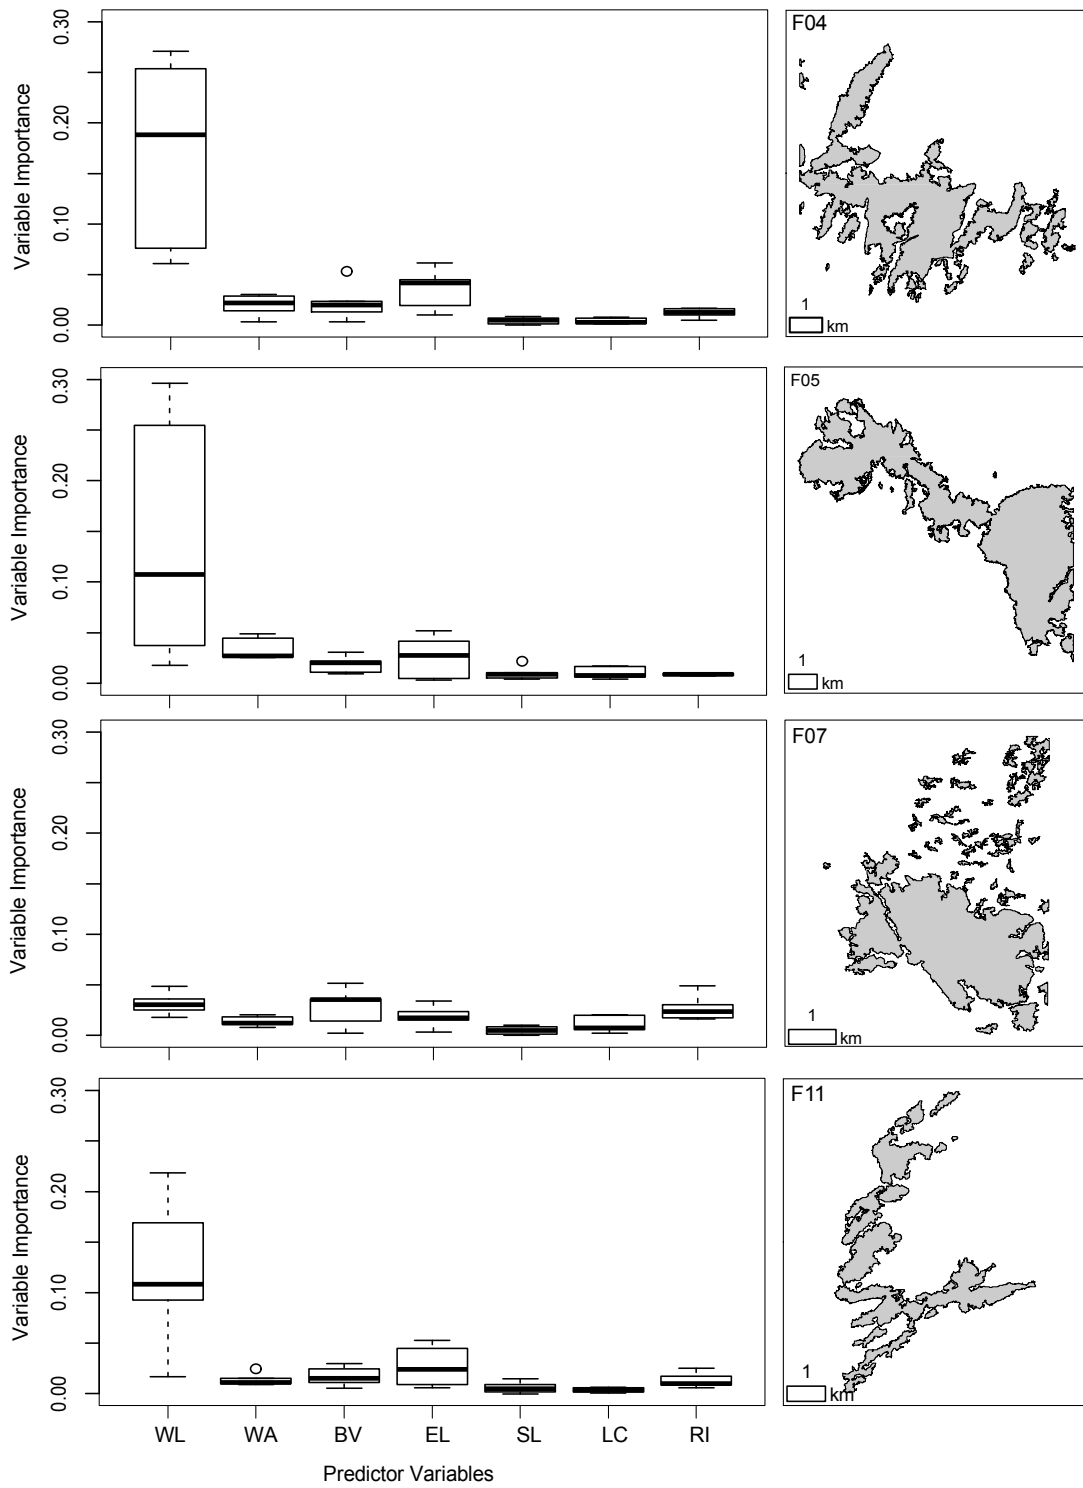 Variable Importance
0.30
0.20
0.10
0.00
F04
1
km
Variable Importance
0.30
0.20
0.10
0.00
F05
1
km
Variable Importance
0.30
0.20
0.10
0.00
F07
1
km
Variable Importance
0.30
0.20
0.10
0.00
F11
1
km
WL WA BV EL SL LC RI
Predictor Variables